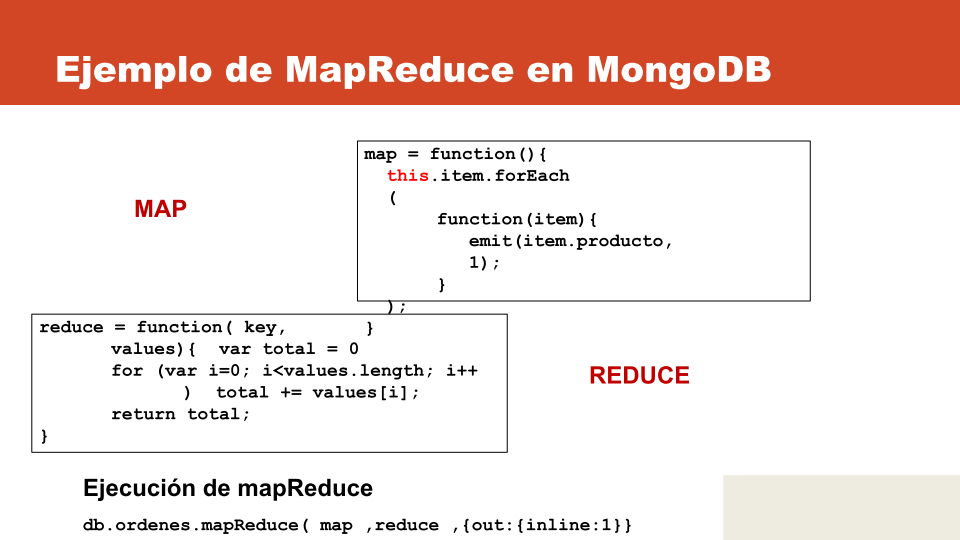 Ejemplo de MapReduce en MongoDB
map = function(){
this.item.forEach
(
function(item){
emit(item.producto,
1);
}
);
}
MAP
reduce = function( key,
values){ var total = 0
for (var i=0; i<values.length; i++
) total += values[i];
return total;
}
REDUCE
Ejecución de mapReduce
db.ordenes.mapReduce( map ,reduce ,{out:{inline:1}}